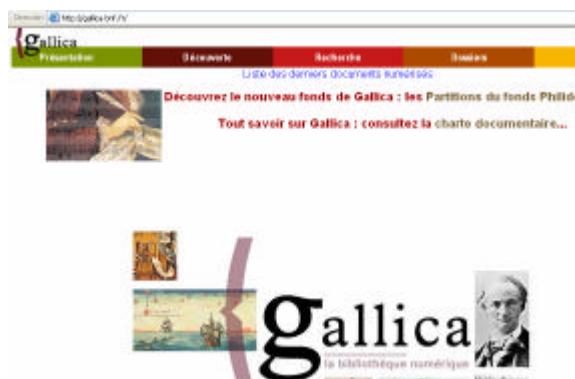 http://gallica.bnf.fr/
gallica
Présentation Découverte Recherche Dossiers
Liste des derniers documents numérisés
Découvrez le nouveau fonds de Gallica : les Partitions du fonds Philid
Tout savoir sur Gallica : consultez la charte documentaire...
gallica
la bibliothèque numérique